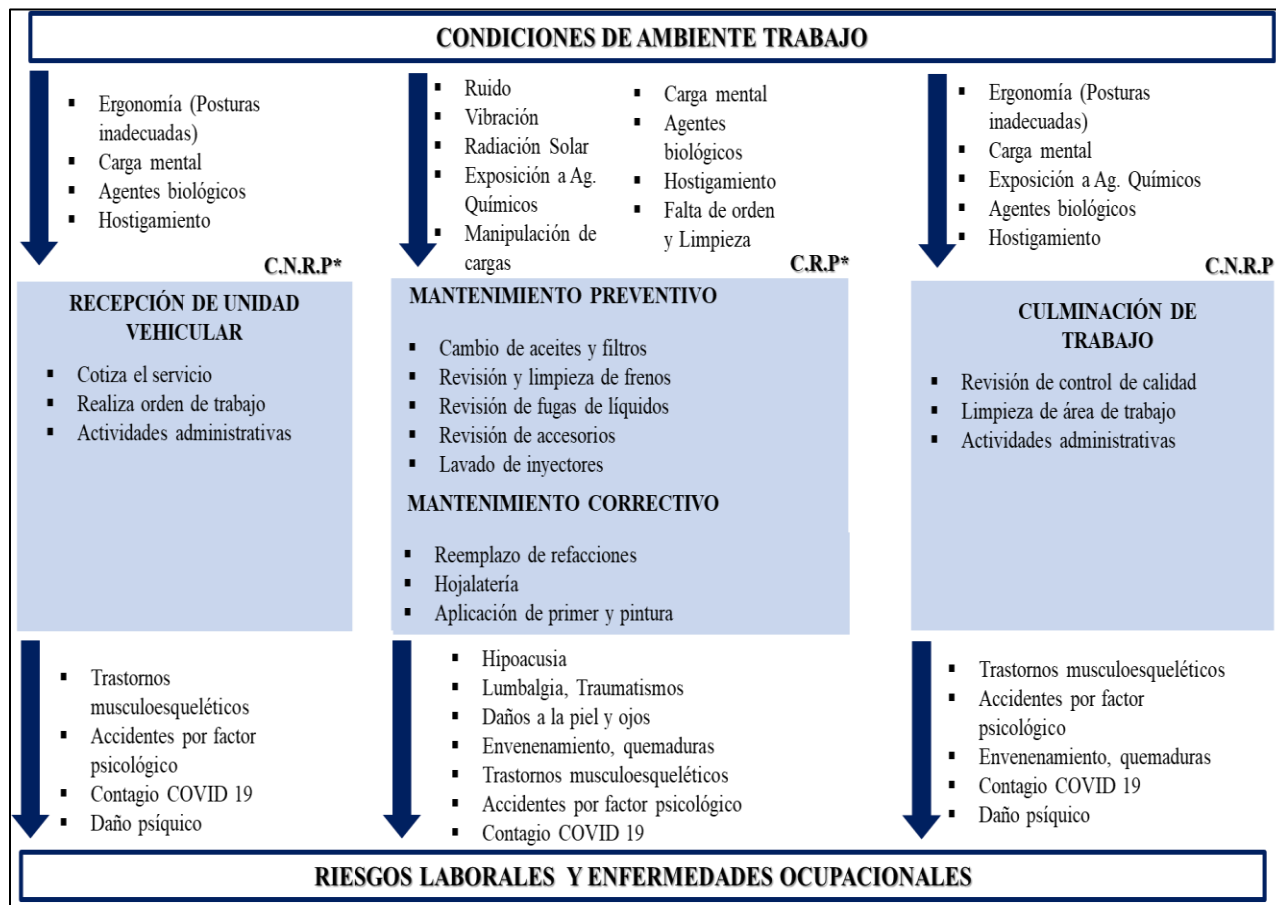 CONDICIONES DE AMBIENTE TRABAJO
▪ Ergonomía (Posturas
inadecuadas)
▪ Carga mental
▪ Agentes biológicos
▪ Hostigamiento
C.N.R.P*
RECEPCIÓN DE UNIDAD
VEHICULAR
▪ Cotiza el servicio
▪ Realiza orden de trabajo
▪ Actividades administrativas
▪ Trastornos
musculoesqueléticos
▪ Accidentes por factor
psicológico
▪ Contagio COVID 19
▪ Daño psíquico
▪ Ruido
▪ Vibración
▪ Radiación Solar
▪ Exposición a Ag.
Químicos
▪ Manipulación de
cargas
▪ Carga mental
▪ Agentes
biológicos
▪ Hostigamiento
▪ Falta de orden
y Limpieza
C.R.P*
MANTENIMIENTO PREVENTIVO
▪ Cambio de aceites y filtros
▪ Revisión y limpieza de frenos
▪ Revisión de fugas de líquidos
▪ Revisión de accesorios
▪ Lavado de inyectores
MANTENIMIENTO CORRECTIVO
▪ Reemplazo de refacciones
▪ Hojalatería
▪ Aplicación de primer y pintura
▪ Hipoacusia
▪ Lumbalgia, Traumatismos
▪ Daños a la piel y ojos
▪ Envenenamiento, quemaduras
▪ Trastornos musculoesqueléticos
▪ Accidentes por factor psicológico
▪ Contagio COVID 19
▪ Ergonomía (Posturas
inadecuadas)
▪ Carga mental
▪ Exposición a Ag. Químicos
▪ Agentes biológicos
▪ Hostigamiento
C.N.R.P
CULMINACIÓN DE
TRABAJO
▪ Revisión de control de calidad
▪ Limpieza de área de trabajo
▪ Actividades administrativas
▪ Trastornos musculoesqueléticos
▪ Accidentes por factor
psicológico
▪ Envenenamiento, quemaduras
▪ Contagio COVID 19
▪ Daño psíquico
RIESGOS LABORALES Y ENFERMEDADES OCUPACIONALES